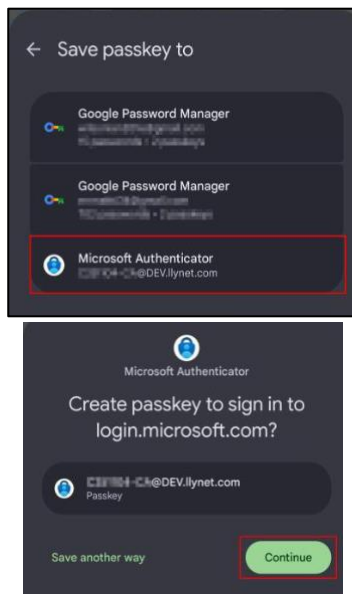 Save passkey to
Google Password Manager
Google Password Manager
Microsoft Authenticator
@DEV.llynet.com
Microsoft Authenticator
Create passkey to sign in to
login.microsoft.com?
@DEV.llynet.com
Passkey
Save another way
Continue